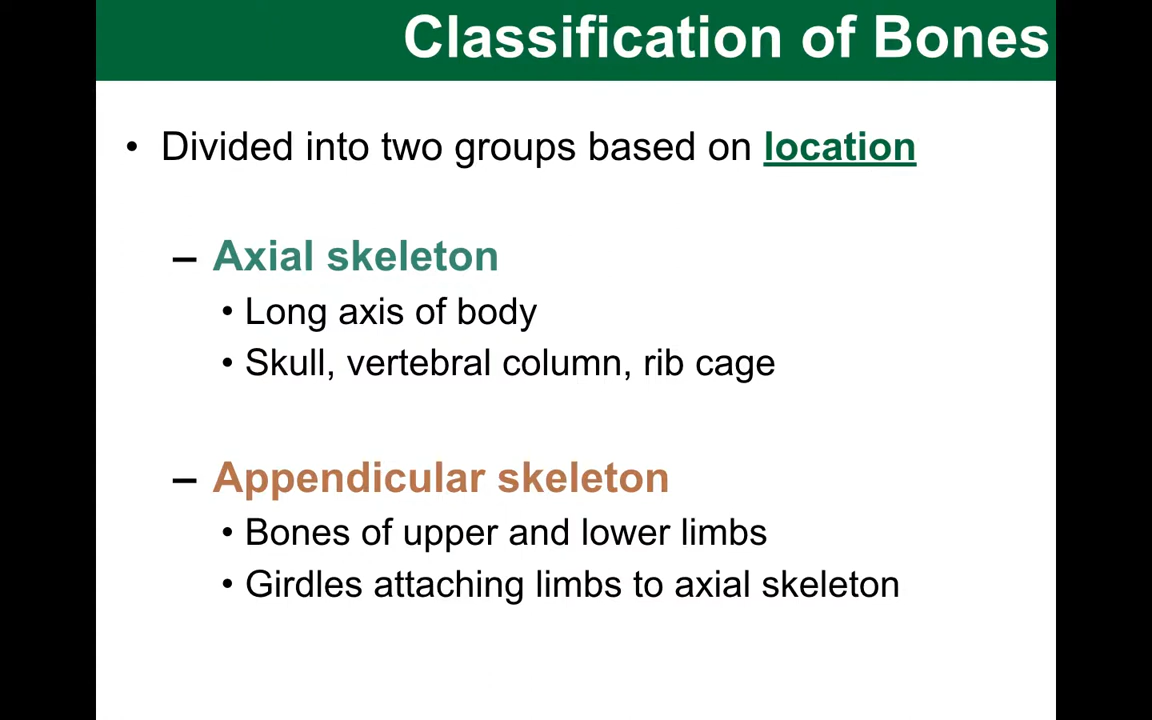 Classification of Bones
• Divided into two groups based on location
– Axial skeleton
• Long axis of body
• Skull, vertebral column, rib cage
– Appendicular skeleton
• Bones of upper and lower limbs
• Girdles attaching limbs to axial skeleton